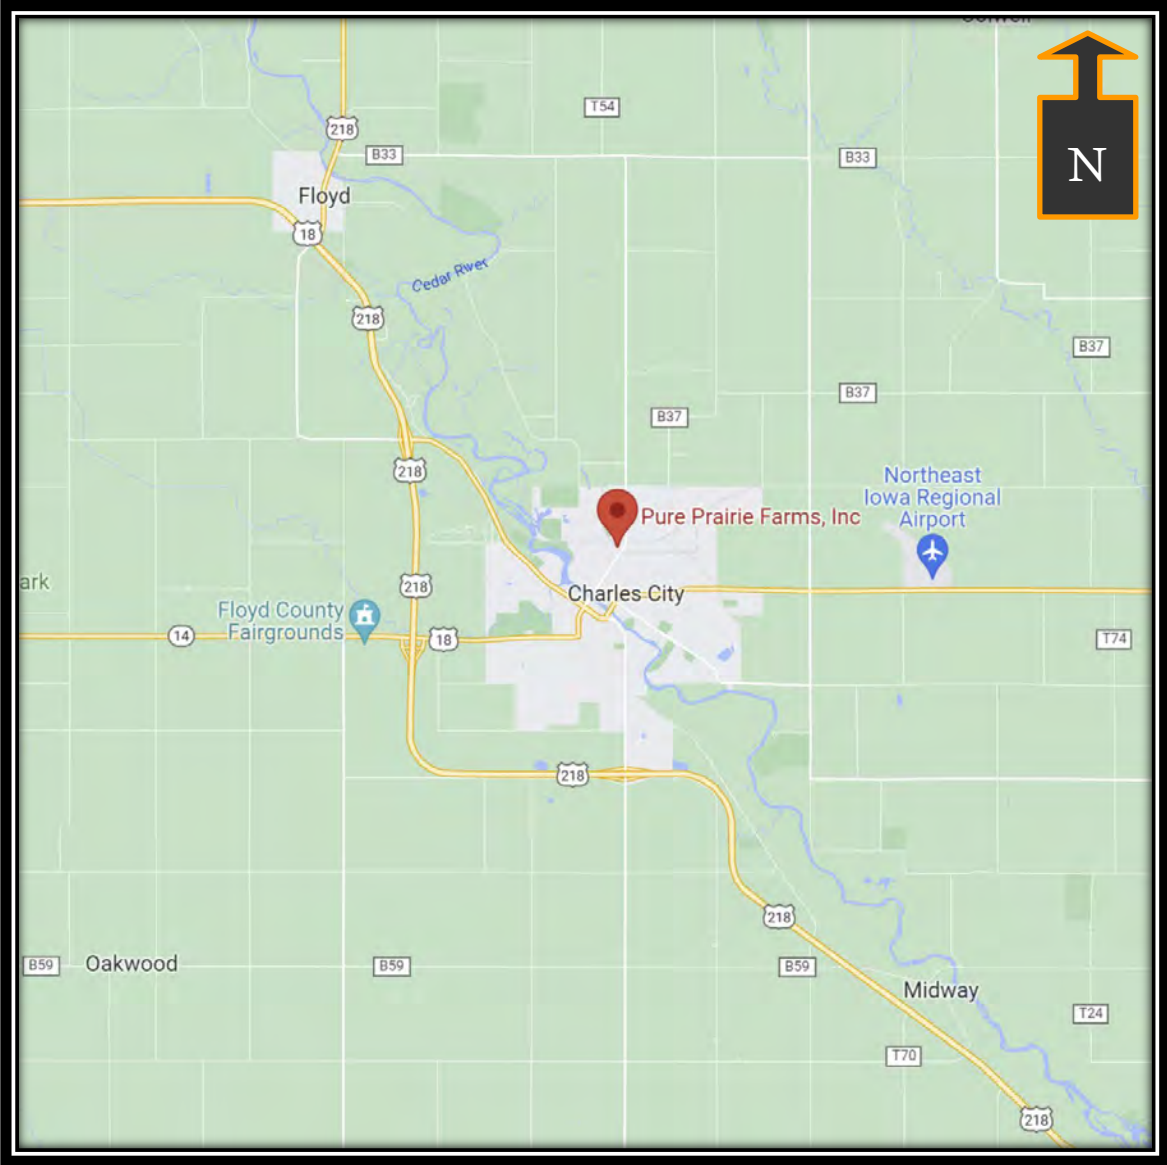 Colwell
218
T54
B33
B33
N
Floyd
18
Cedar River
218
B37
B37
B37
218
Northeast
Iowa Regional
Airport
Pure Prairie Farms, Inc
ark
218
Charles City
Floyd County
Fairgrounds
14
18
T74
218
218
B59
Oakwood
B59
B59
Midway
T24
T70
218